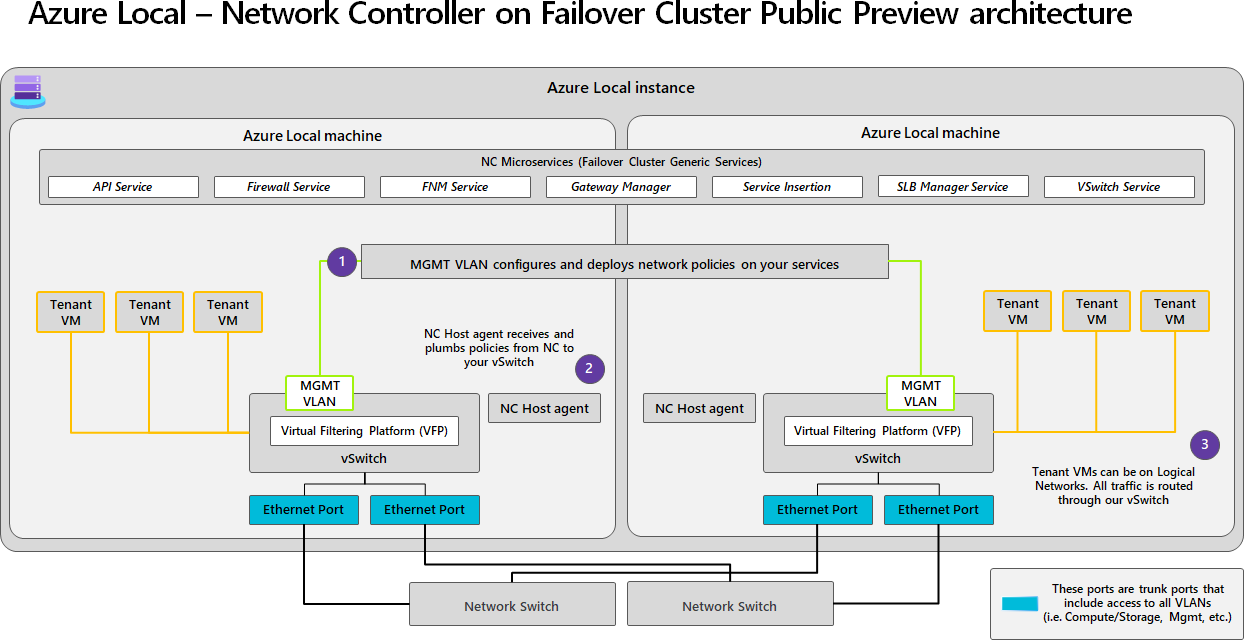 Azure Local – Network Controller on Failover Cluster Public Preview architecture
Azure Local instance
Azure Local machine
Azure Local machine
NC Microservices (Failover Cluster Generic Services)
API Service
Firewall Service
FNM Service
Gateway Manager
Service Insertion
SLB Manager Service
VSwitch Service
1
MGMT VLAN configures and deploys network policies on your services
Tenant
VM
Tenant
VM
Tenant
VM
NC Host agent receives and
plumbs policies from NC to
your vSwitch
2
Tenant
VM
Tenant
VM
Tenant
VM
MGMT
VLAN
Virtual Filtering Platform (VFP)
vSwitch
NC Host agent
NC Host agent
MGMT
VLAN
Virtual Filtering Platform (VFP)
vSwitch
3
Tenant VMs can be on Logical
Networks. All traffic is routed
through our vSwitch
Ethernet Port
Ethernet Port
Ethernet Port
Ethernet Port
Network Switch
Network Switch
These ports are trunk ports that
include access to all VLANs
(i.e. Compute/Storage, Mgmt, etc.)